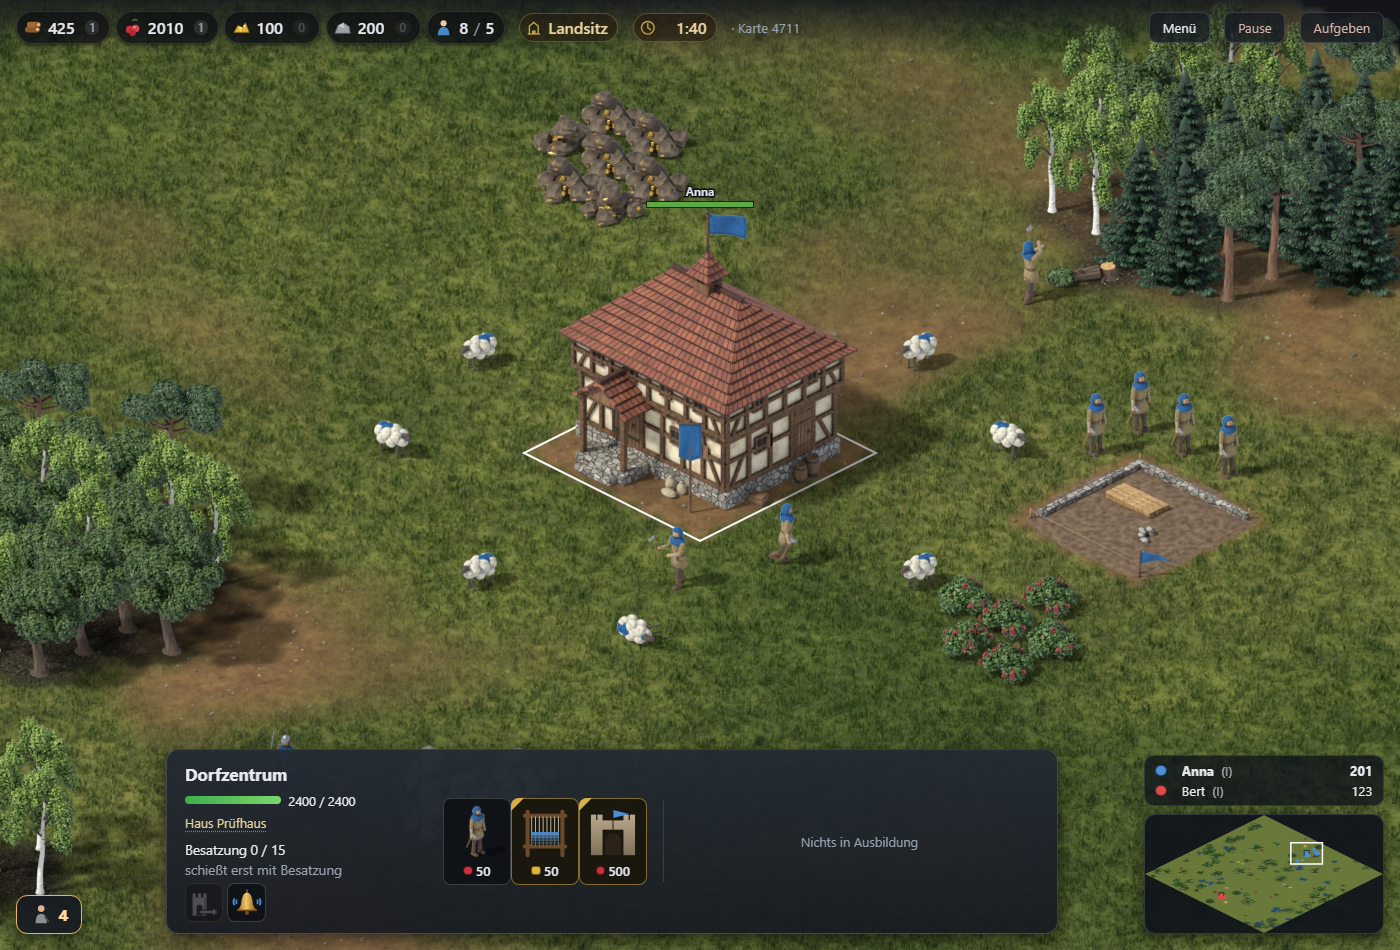 425 1
2010 1
100 0
200 0
8 / 5
Landsitz
1:40
· Karte 4711
Menü
Pause
Aufgeben
Anna
Dorfzentrum
2400 / 2400
Haus Prüfhaus
Besatzung 0 / 15
schießt erst mit Besatzung
50
50
500
Nichts in Ausbildung
Anna (I) 201
Bert (I) 123
4